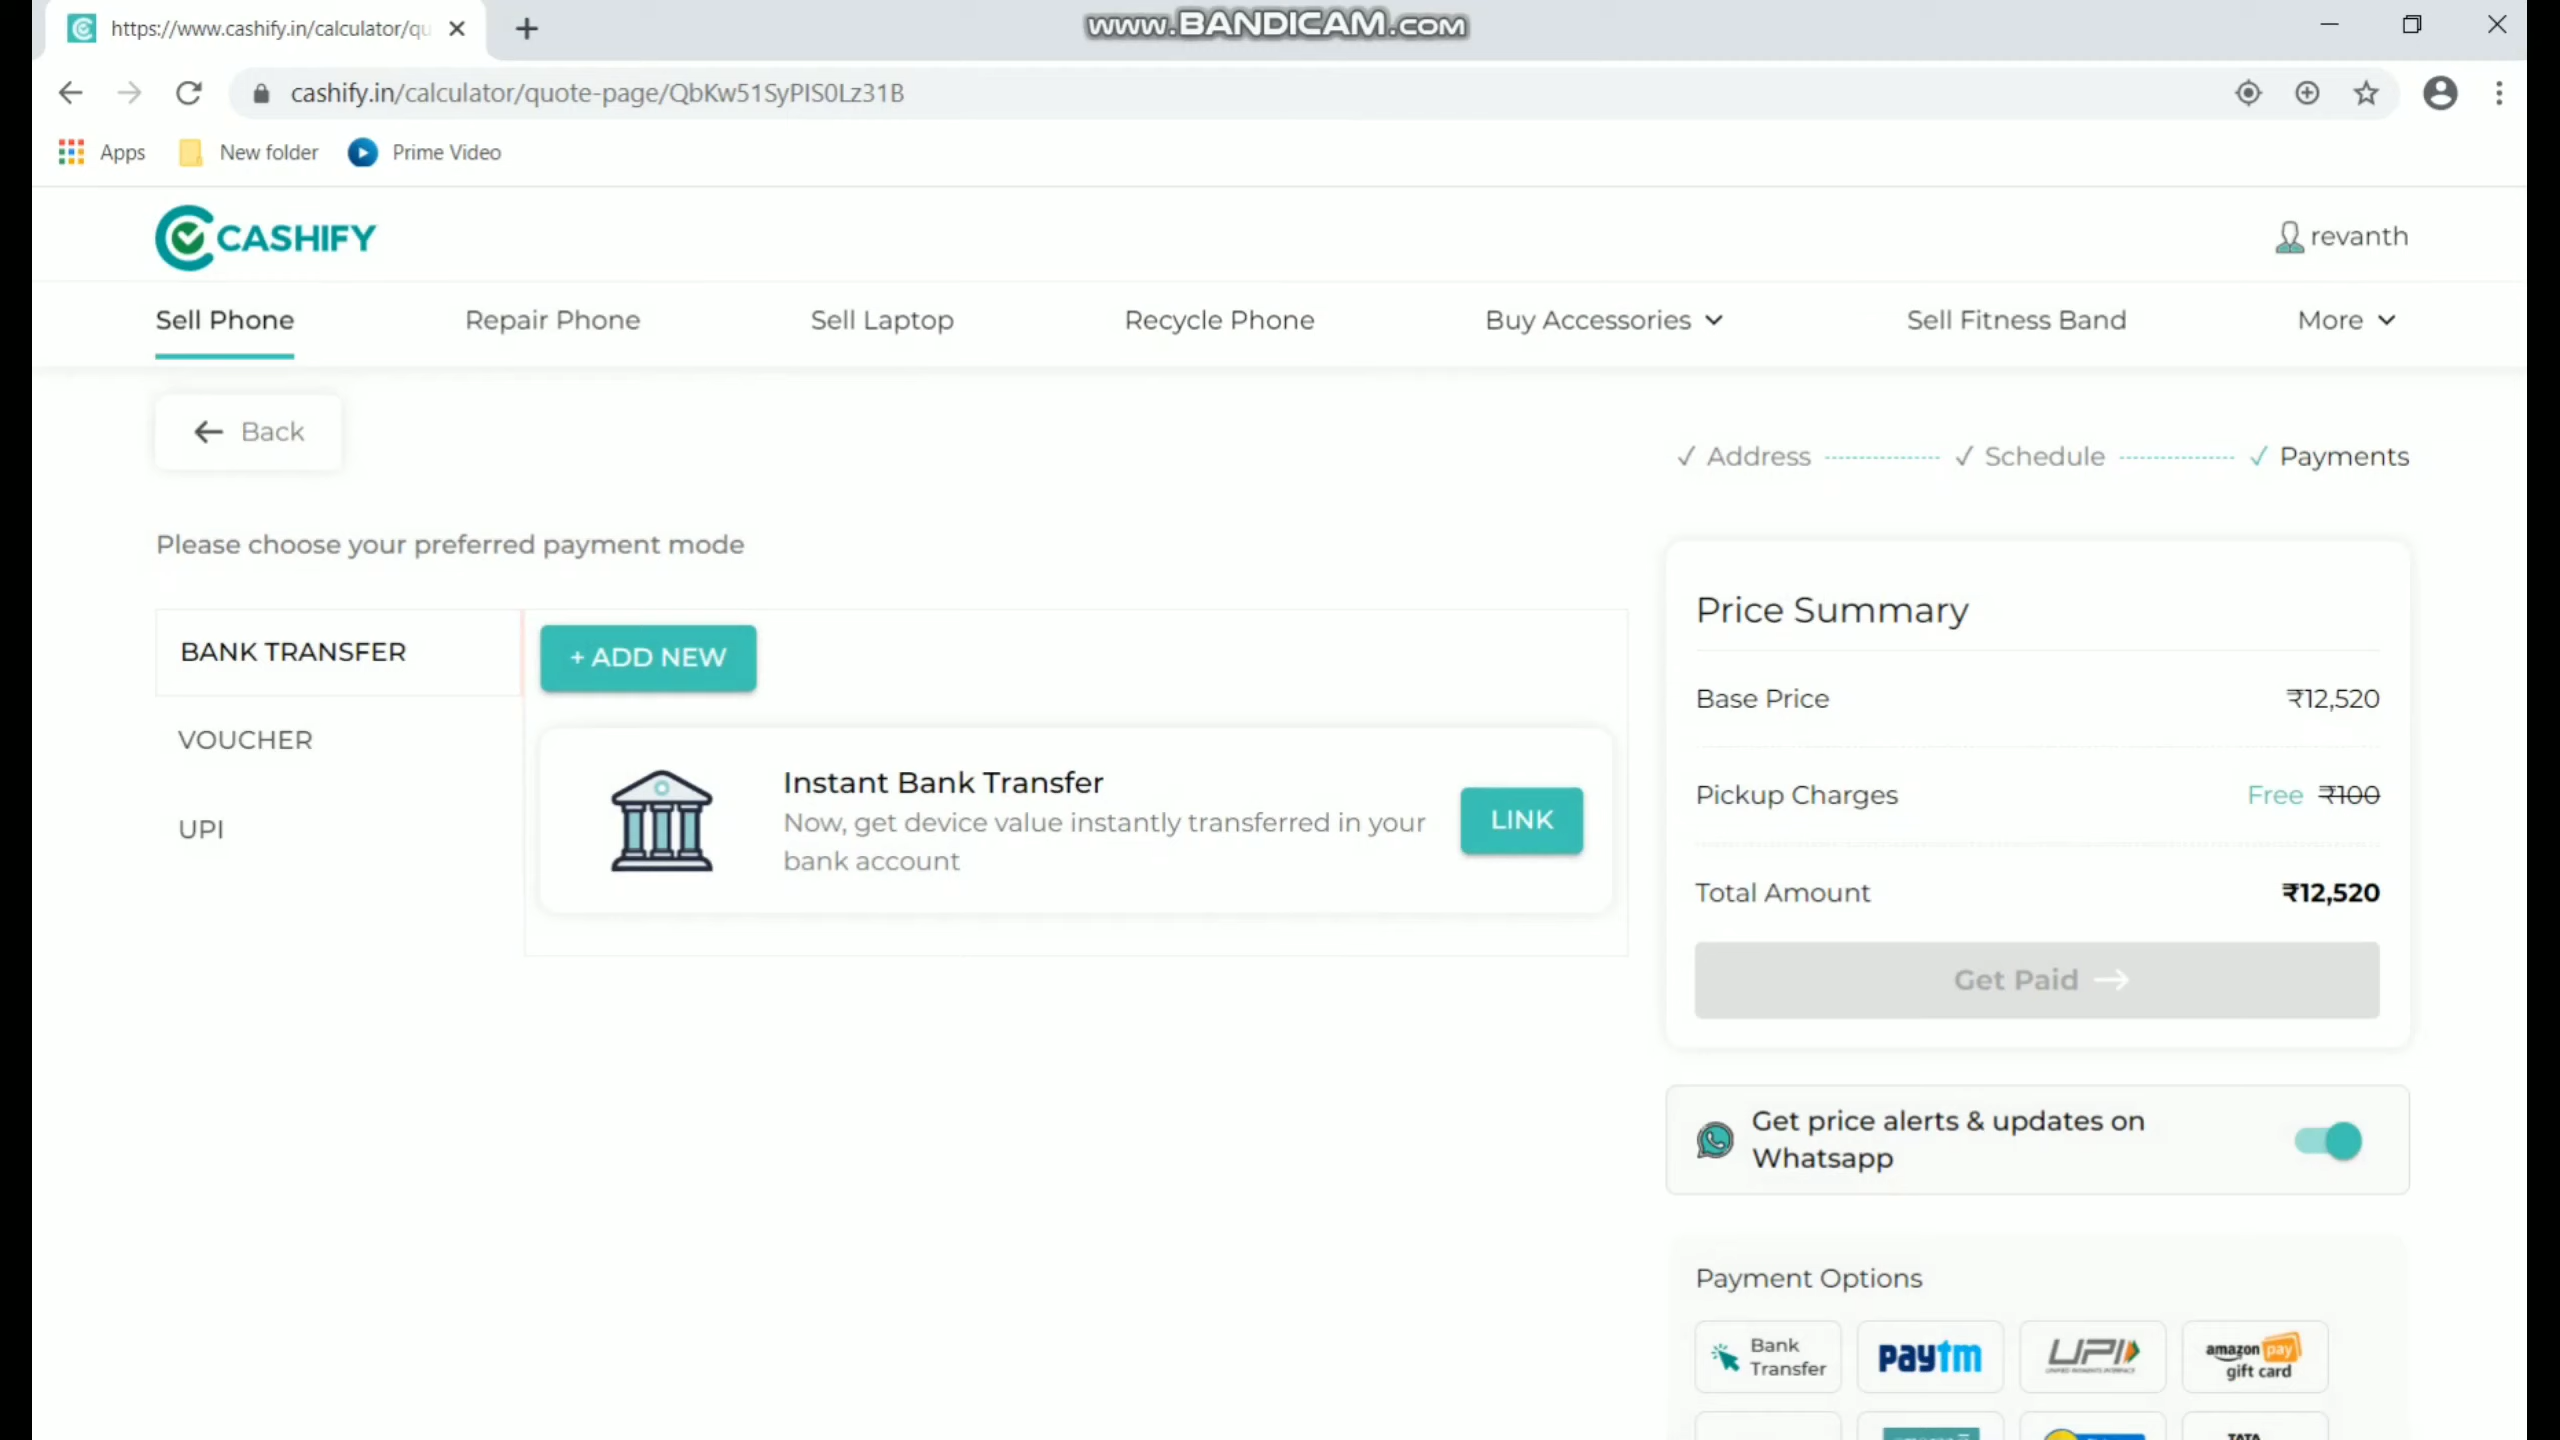 https://www.cashify.in/calculator/qu
www.BANDICAM.com
cashify.in/calculator/quote-page/QbKw51SyPIS0Lz31B
Apps
New folder
Prime Video
CASHIFY
revanth
Sell Phone
Repair Phone
Sell Laptop
Recycle Phone
Buy Accessories
Sell Fitness Band
More
Back
Address
Schedule
Payments
Please choose your preferred payment mode
BANK TRANSFER
VOUCHER
UPI
+ ADD NEW
Instant Bank Transfer
Now, get device value instantly transferred in your
bank account
LINK
Price Summary
Base Price ₹12,520
Pickup Charges Free ₹100
Total Amount ₹12,520
Get Paid
Get price alerts & updates on
Whatsapp
Payment Options
Bank
Transfer
paytm
UPI
amazon pay
gift card
TATA